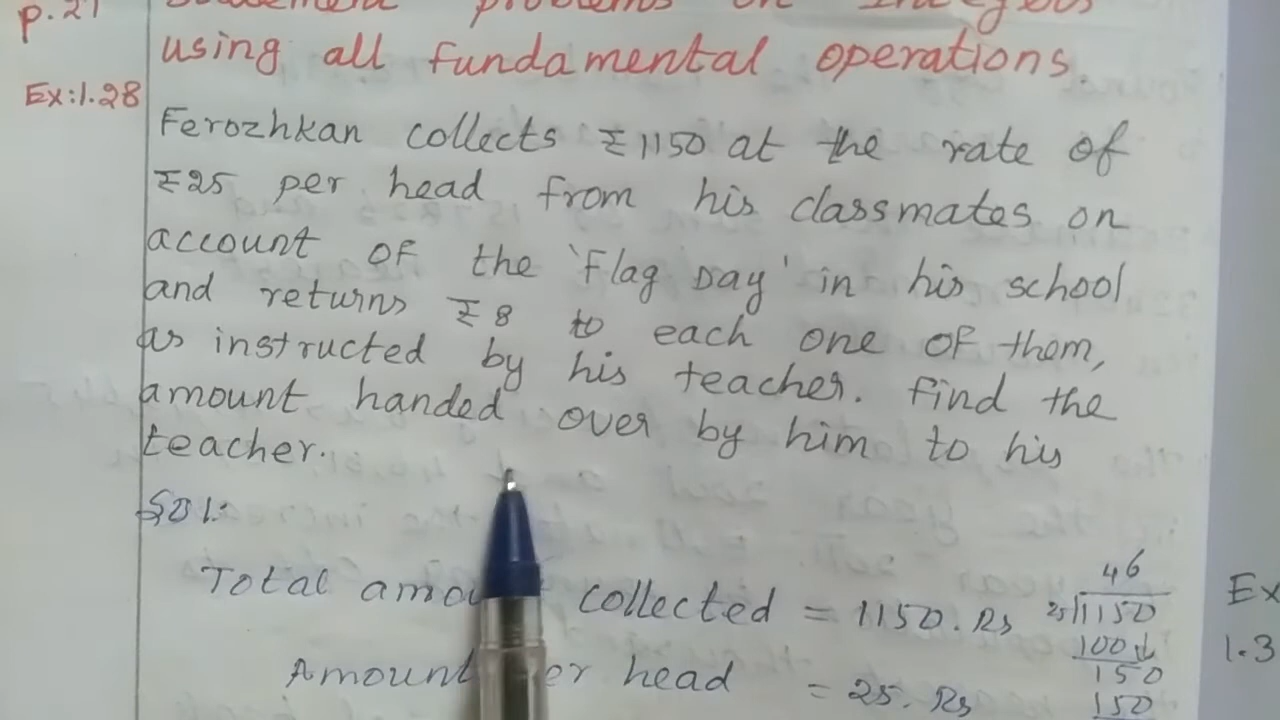 p.27
using all fundamental operations.
Ex:1.28
Ferozhkan collects ₹1150 at the rate of
₹25 per head from his classmates on
account of the 'Flag Day' in his school
and returns ₹8 to each one of them,
as instructed by his teacher. Find the
amount handed over by him to his
teacher.
Sol:
Total amou collected = 1150.Rs
Amount er head = 25.Rs
46
25 1150
100↓
150
150
Ex
1.3